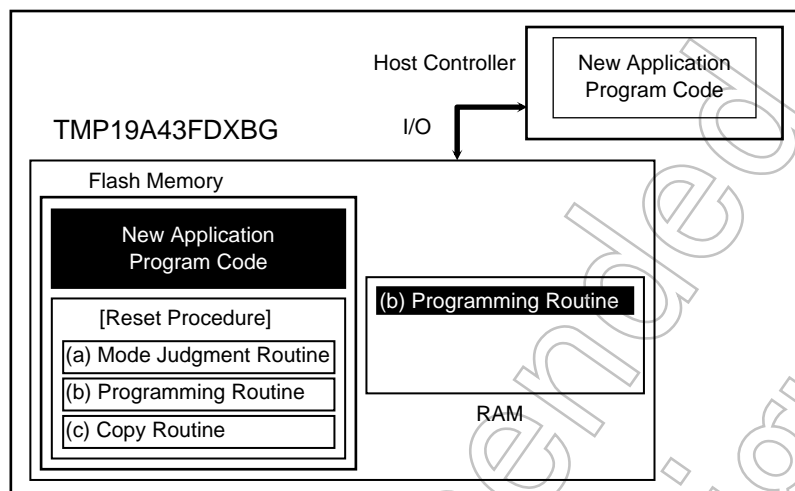 Host Controller
New Application
Program Code
I/O
TMP19A43FDXBG
Flash Memory
New Application
Program Code
[Reset Procedure]
(a) Mode Judgment Routine
(b) Programming Routine
(c) Copy Routine
(b) Programming Routine
RAM